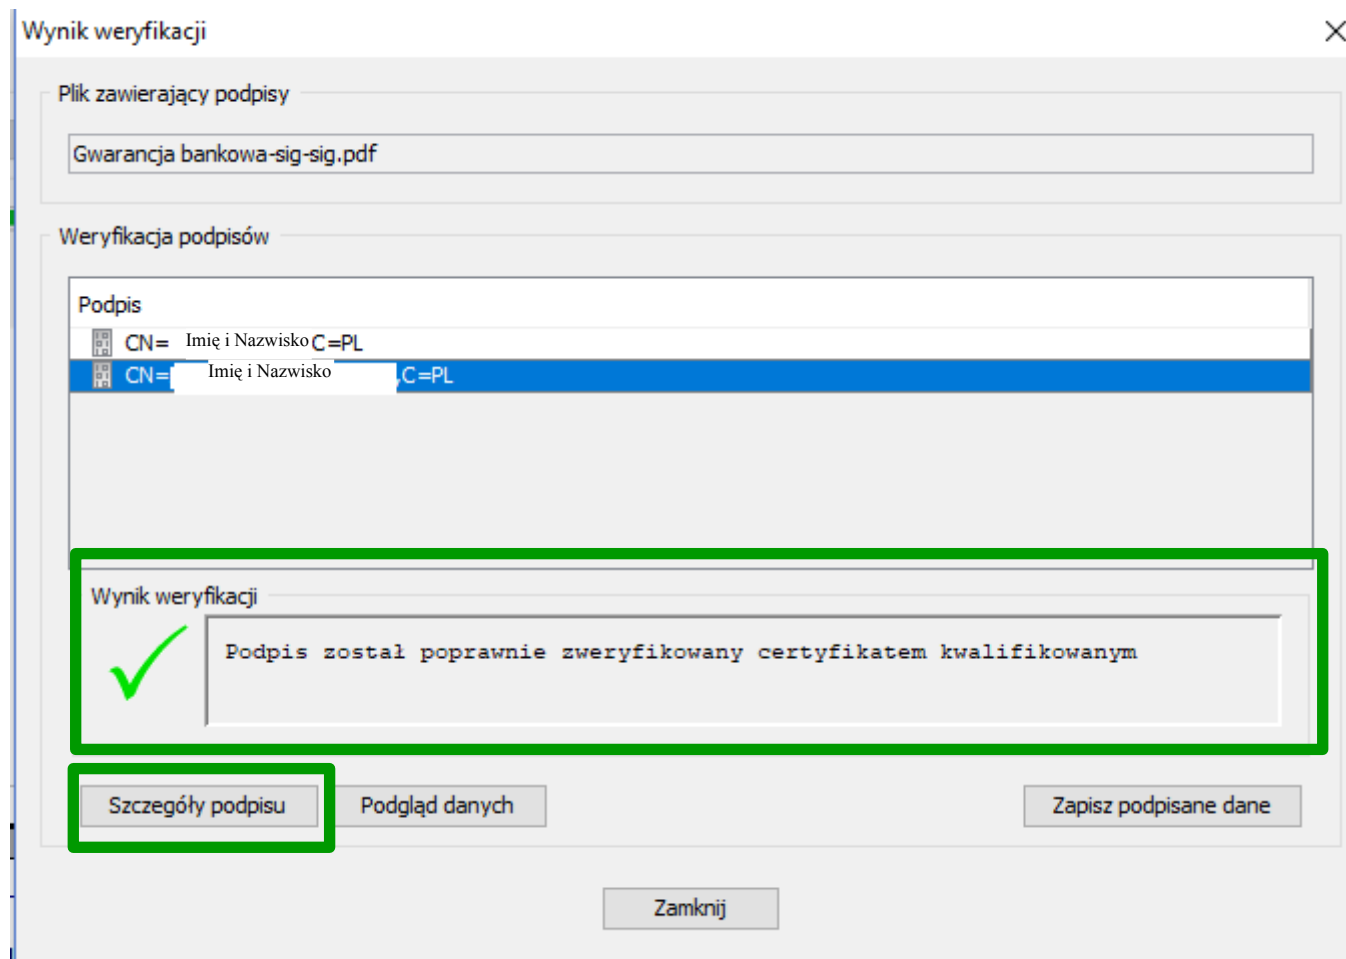 Wynik weryfikacji
Plik zawierający podpisy
Gwarancja bankowa-sig-sig.pdf
Weryfikacja podpisów
Podpis
CN= Imię i Nazwisko C=PL
CN= Imię i Nazwisko ,C=PL
Wynik weryfikacji
Podpis został poprawnie zweryfikowany certyfikatem kwalifikowanym
Szczegóły podpisu Podgląd danych Zapisz podpisane dane
Zamknij